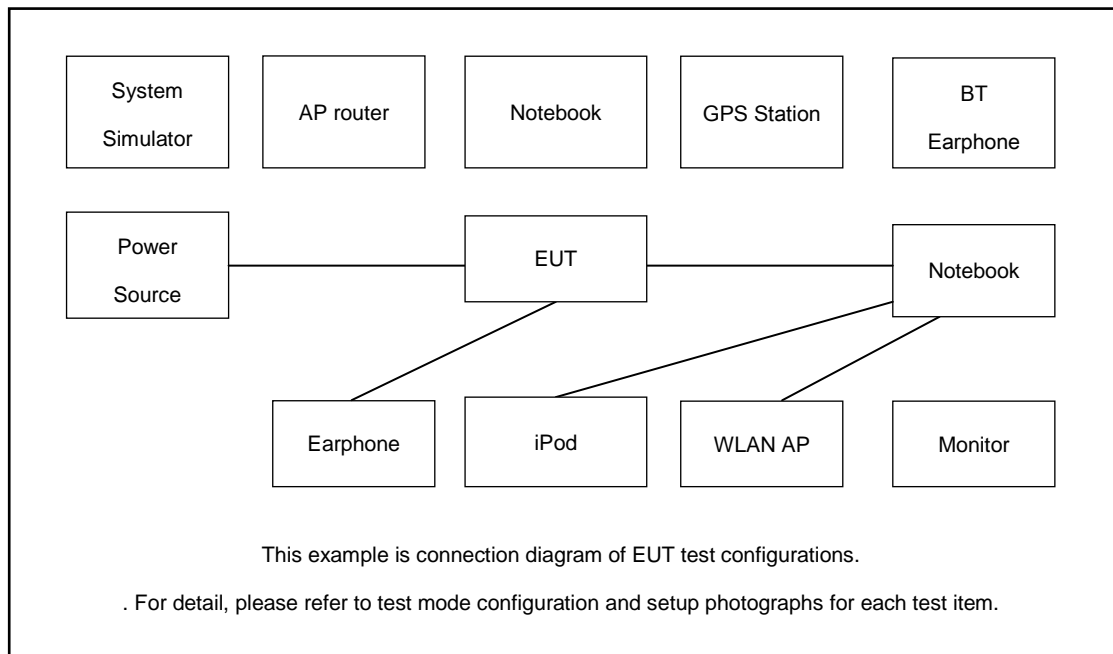 System
Simulator
AP router
Notebook
GPS Station
BT
Earphone
Power
Source
EUT
Notebook
Earphone
iPod
WLAN AP
Monitor
This example is connection diagram of EUT test configurations.
. For detail, please refer to test mode configuration and setup photographs for each test item.